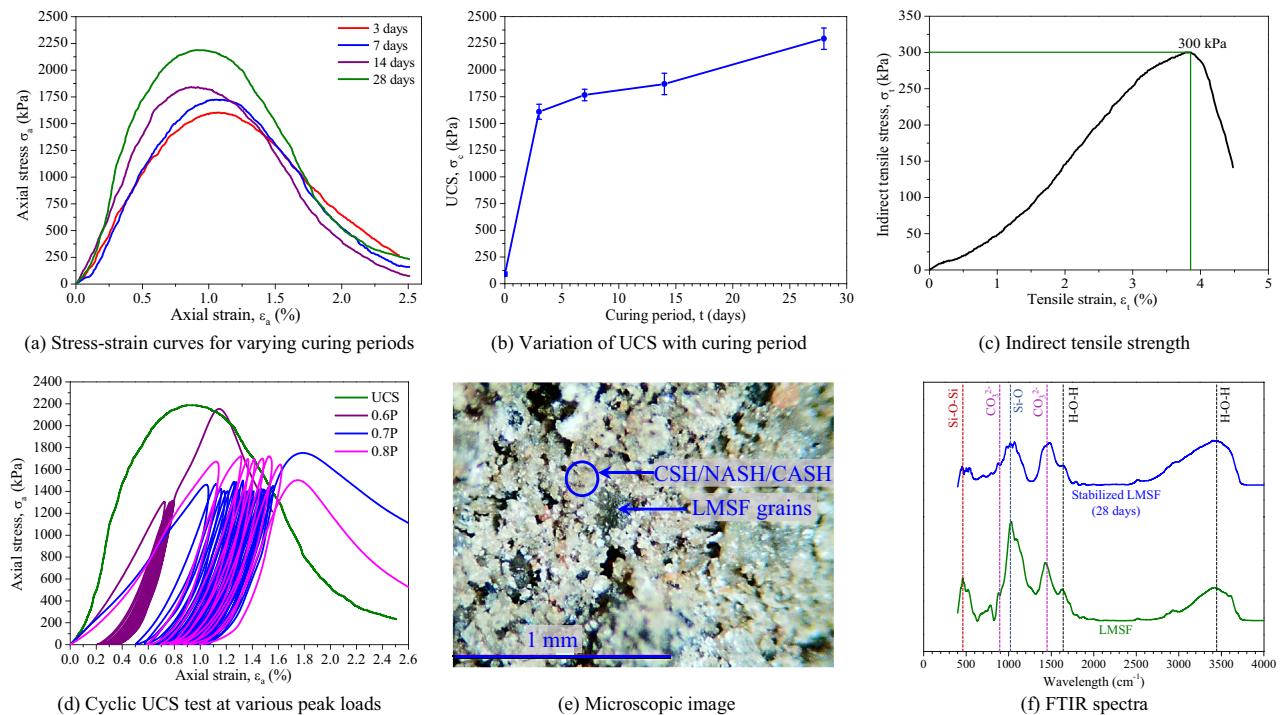 2500
2250
2000
1750
1500
1250
1000
750
500
250
0
0.0 0.5 1.0 1.5 2.0 2.5
Axial stress σa (kPa)
Axial strain, εa (%)
3 days
7 days
14 days
28 days
(a) Stress-strain curves for varying curing periods
2500
2250
2000
1750
1500
1250
1000
750
500
250
0
0 5 10 15 20 25 30
UCS, σc (kPa)
Curing period, t (days)
(b) Variation of UCS with curing period
350
300
250
200
150
100
50
0
0 1 2 3 4 5
Indirect tensile stress, σt (kPa)
Tensile strain, εt (%)
300 kPa
(c) Indirect tensile strength
2400
2200
2000
1800
1600
1400
1200
1000
800
600
400
200
0
0.0 0.2 0.4 0.6 0.8 1.0 1.2 1.4 1.6 1.8 2.0 2.2 2.4 2.6
Axial stress, σa (kPa)
Axial strain, εa (%)
UCS
0.6P
0.7P
0.8P
(d) Cyclic UCS test at various peak loads
CSH/NASH/CASH
LMSF grains
1 mm
(e) Microscopic image
Si-O-Si
CO₃²⁻
Si-O
CO₃²⁻
H-O-H
H-O-H
Stabilized LMSF
(28 days)
LMSF
0 500 1000 1500 2000 2500 3000 3500 4000
Wavelength (cm⁻¹)
(f) FTIR spectra